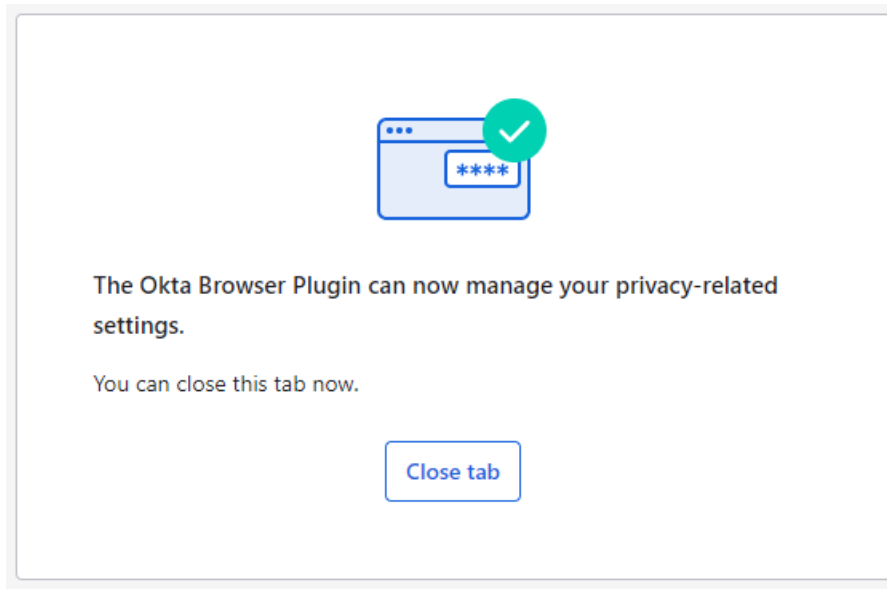 ****
The Okta Browser Plugin can now manage your privacy-related
settings.
You can close this tab now.
Close tab